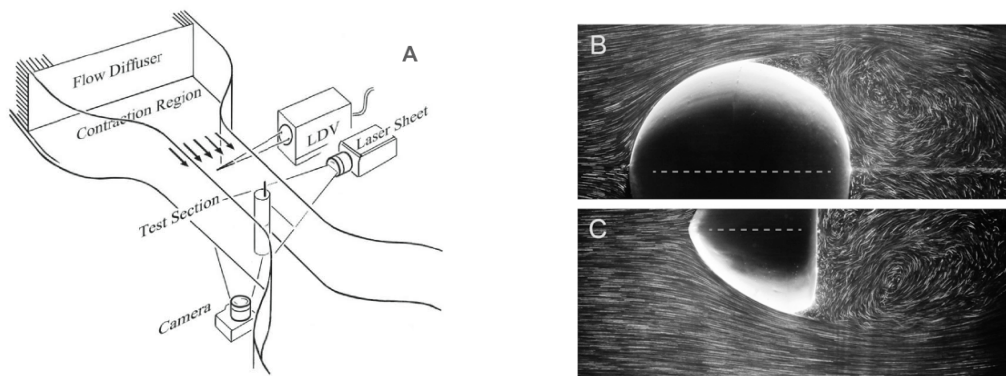 A
Flow Diffuser
Contraction Region
LDV
Laser Sheet
Test Section
Camera
B
C